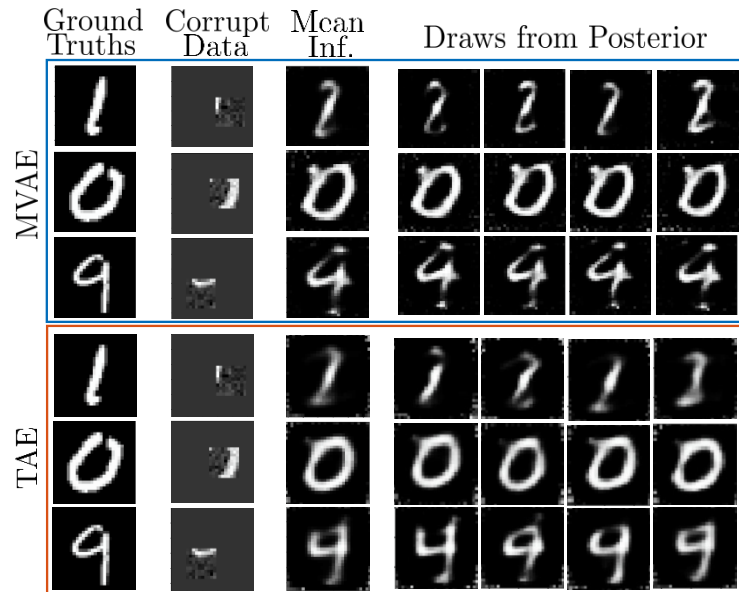 Ground Corrupt Mean
Truths Data Inf. Draws from Posterior
MVAE
TAE